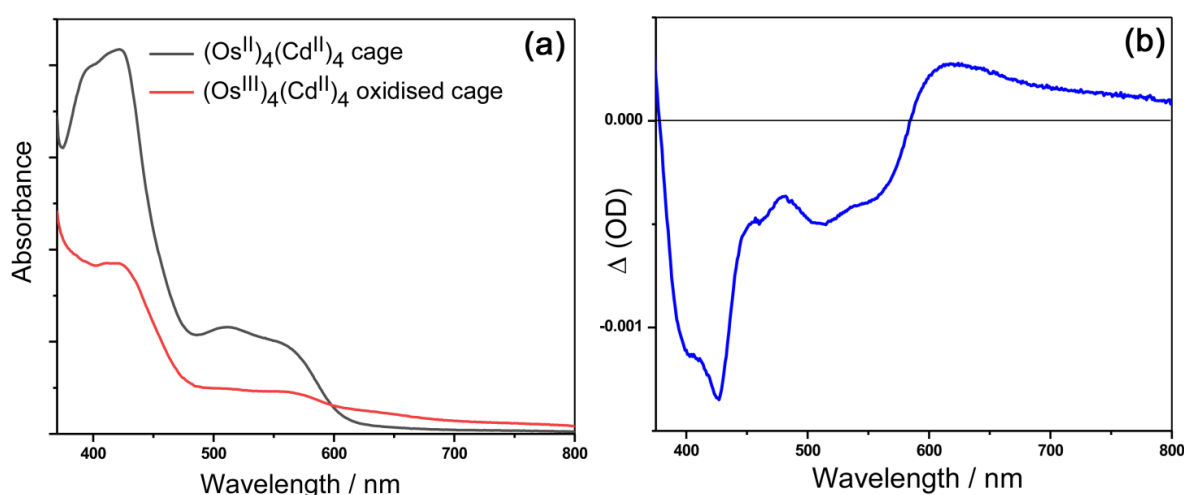 (a)
(Os^II)4(Cd^II)4 cage
(Os^III)4(Cd^II)4 oxidised cage
Absorbance
400 500 600 700 800
Wavelength / nm
(b)
0.000
-0.001
Δ (OD)
400 500 600 700 800
Wavelength / nm